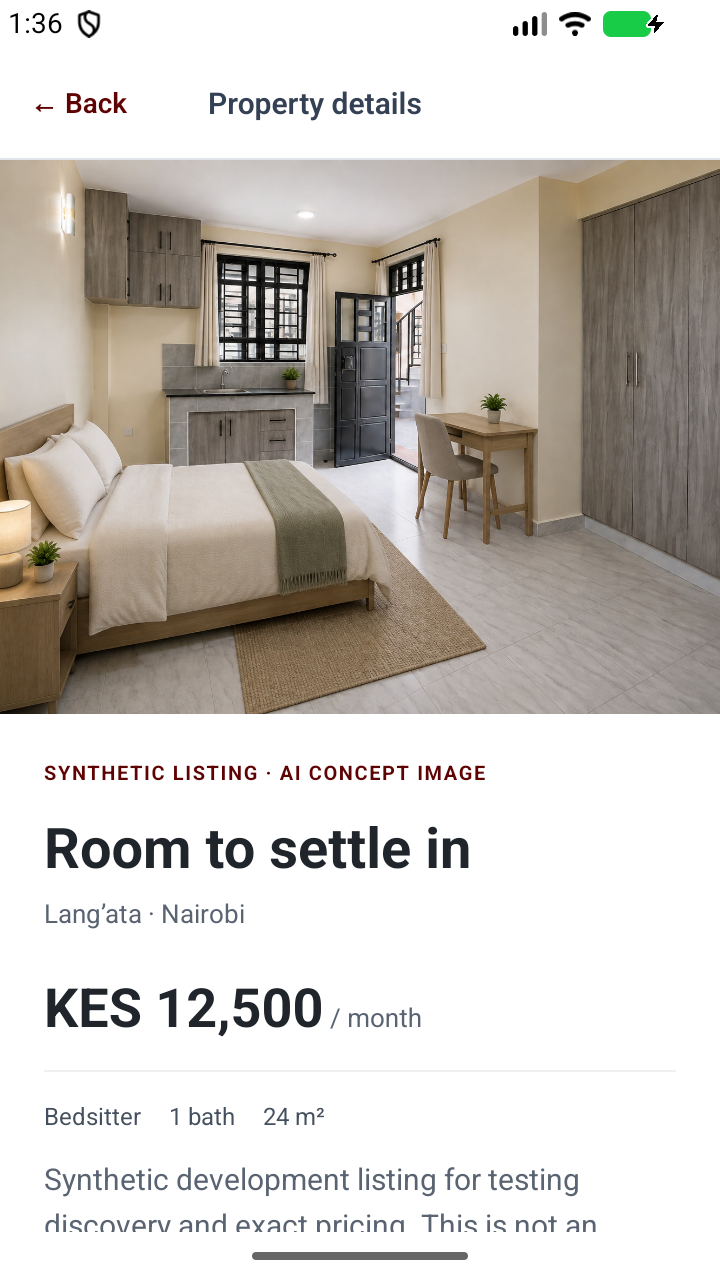 1:36
← Back
Property details
SYNTHETIC LISTING · AI CONCEPT IMAGE
Room to settle in
Lang’ata · Nairobi
KES 12,500 / month
Bedsitter 1 bath 24 m²
Synthetic development listing for testing
discovery and exact pricing. This is not an